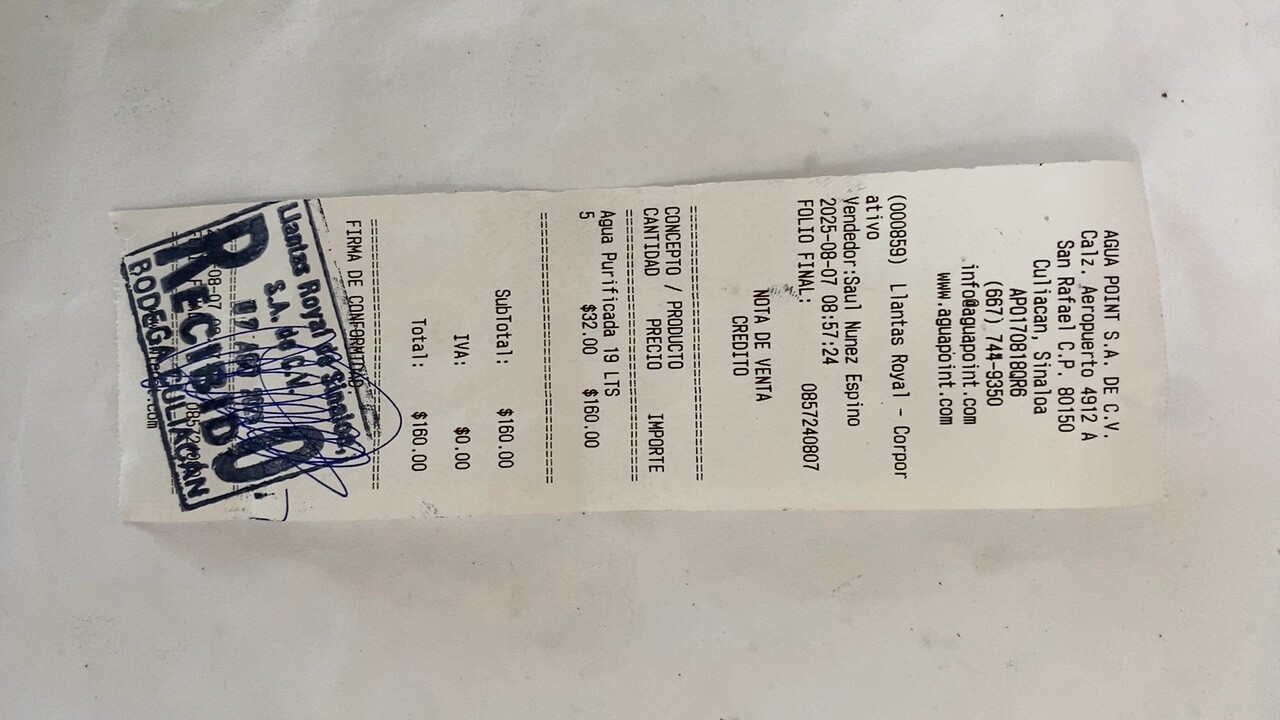 AGUA POINT S.A. DE C.V.
Calz. Aeropuerto 4912 A
San Rafael C.P. 80150
Culiacan, Sinaloa
APO170818QR6
(667) 744-9350
info@aguapoint.com
www.aguapoint.com
(000859) Llantas Royal - Corpor
ativo
Vendedor:Saul Nunez Espino
2025-08-07 08:57:24
FOLIO FINAL: 0857240807
NOTA DE VENTA
CREDITO
CONCEPTO / PRODUCTO
CANTIDAD PRECIO IMPORTE
Agua Purificada 19 LTS
5 $32.00 $160.00
SubTotal: $160.00
IVA: $0.00
Total: $160.00
FIRMA DE CONFORMIDAD
Llantas Royal de Sinaloa,
S.A. de C.V.
RECIBIDO
BODEGA CULIACAN